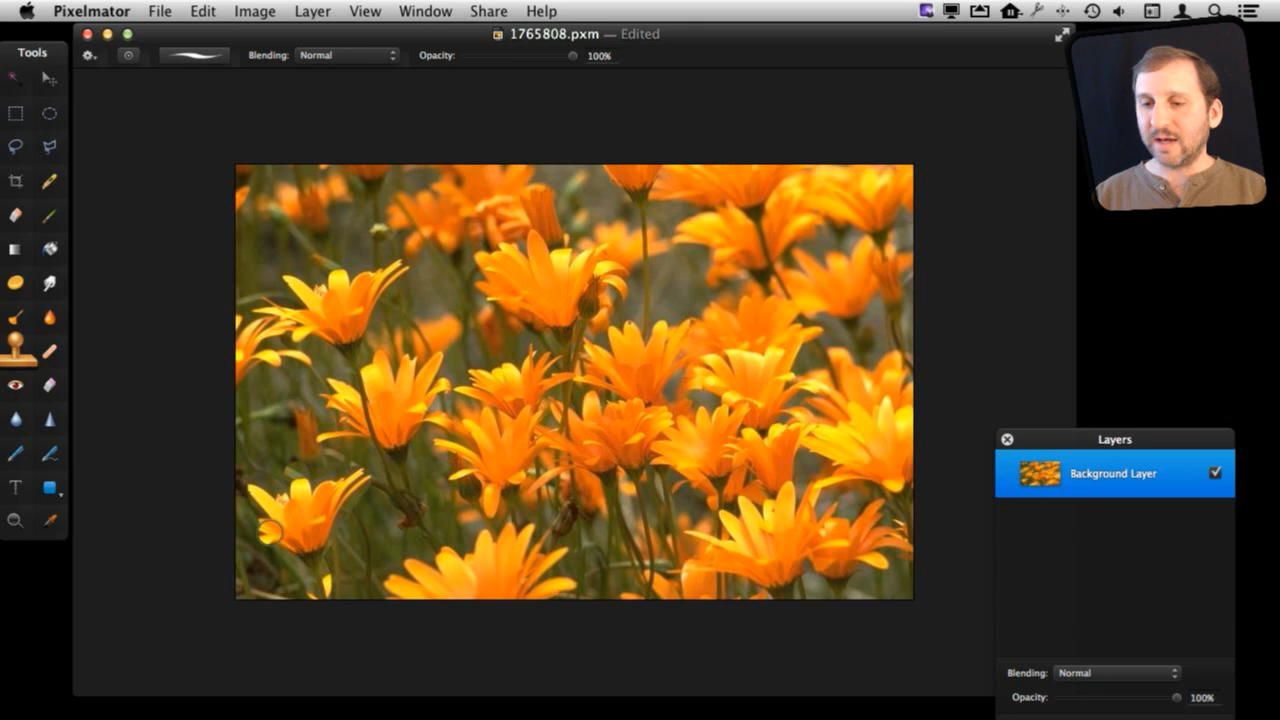 Pixelmator File Edit Image Layer View Window Share Help
1765808.pxm — Edited
Tools
Blending: Normal Opacity: 100%
T
Layers
Background Layer
Blending: Normal
Opacity: 100%